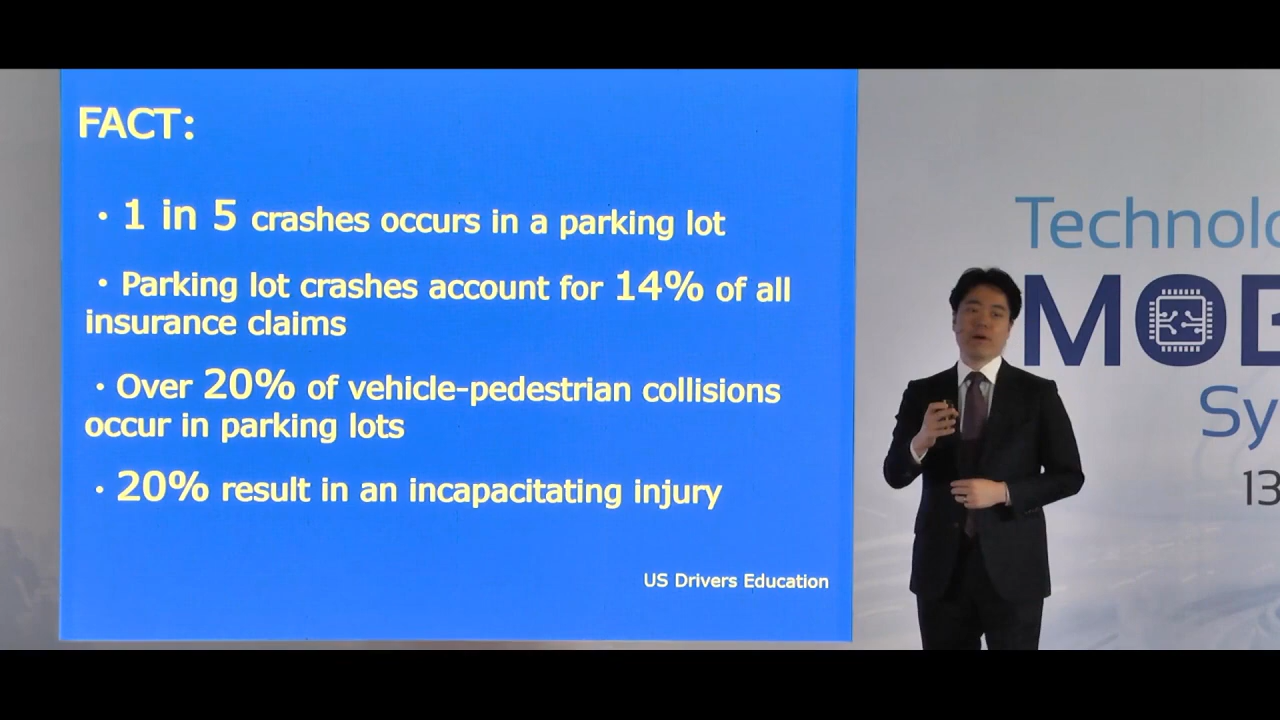 FACT:
• 1 in 5 crashes occurs in a parking lot
• Parking lot crashes account for 14% of all
insurance claims
• Over 20% of vehicle-pedestrian collisions
occur in parking lots
• 20% result in an incapacitating injury
US Drivers Education
Technolo
MOB
Sy
13